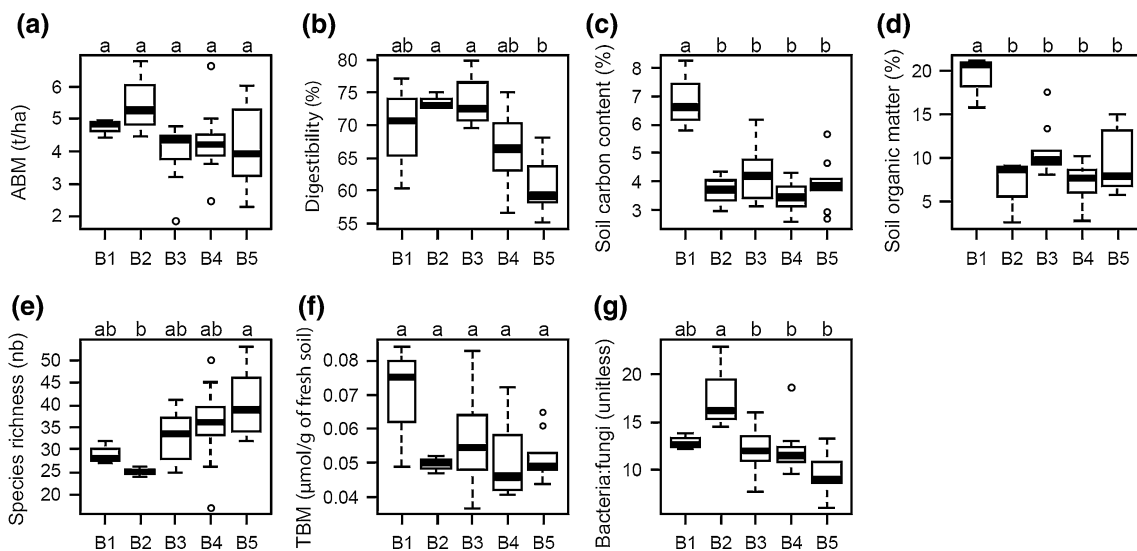 (a)
a a a a a
ABM (t/ha)
6
5
4
3
2
B1 B2 B3 B4 B5
(b)
ab a a ab b
Digestibility (%)
80
75
70
65
60
55
B1 B2 B3 B4 B5
(c)
a b b b b
Soil carbon content (%)
8
7
6
5
4
3
B1 B2 B3 B4 B5
(d)
a b b b b
Soil organic matter (%)
20
15
10
5
B1 B2 B3 B4 B5
(e)
ab b ab ab a
Species richness (nb)
50
45
40
35
30
25
20
B1 B2 B3 B4 B5
(f)
a a a a a
TBM (μmol/g of fresh soil)
0.08
0.07
0.06
0.05
0.04
B1 B2 B3 B4 B5
(g)
ab a b b b
Bacteria:fungi (unitless)
20
15
10
B1 B2 B3 B4 B5